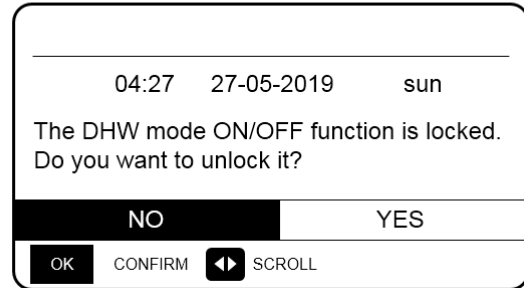 04:27 27-05-2019 sun
The DHW mode ON/OFF function is locked.
Do you want to unlock it?
NO YES
OK CONFIRM SCROLL